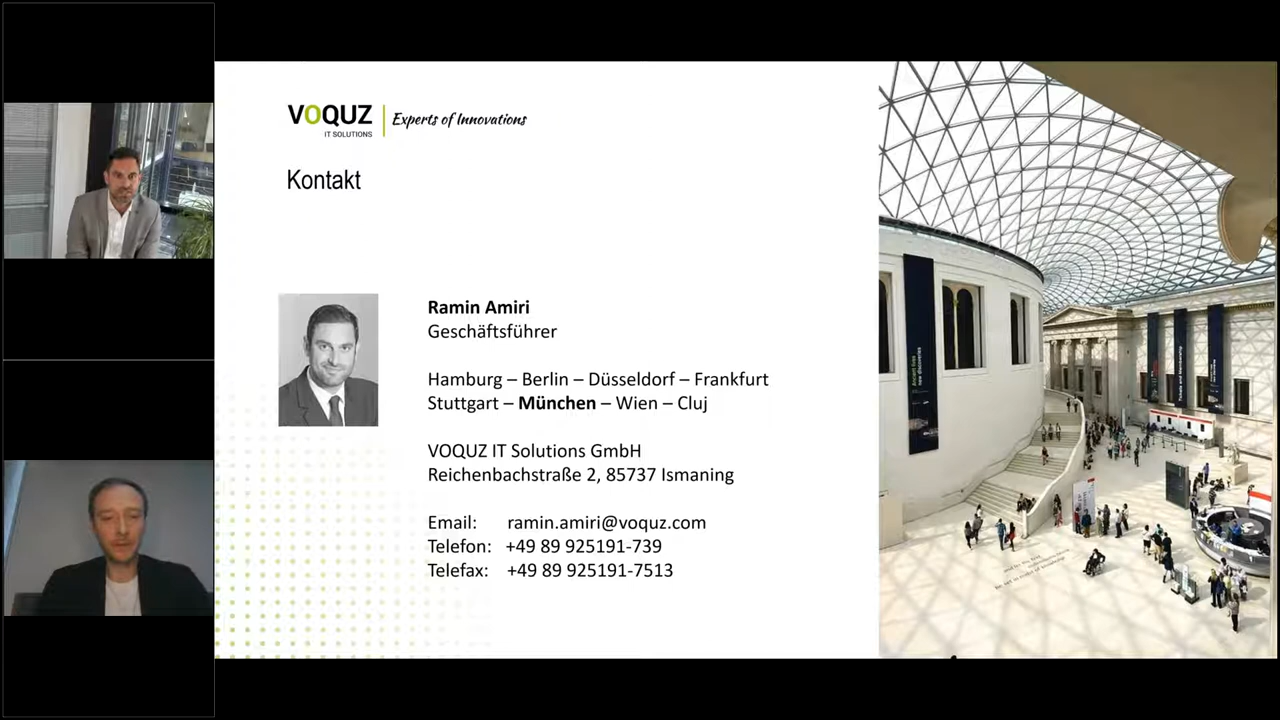 VOQUZ
IT SOLUTIONS
Experts of Innovations
Kontakt
Ramin Amiri
Geschäftsführer
Hamburg – Berlin – Düsseldorf – Frankfurt
Stuttgart – München – Wien – Cluj
VOQUZ IT Solutions GmbH
Reichenbachstraße 2, 85737 Ismaning
Email: ramin.amiri@voquz.com
Telefon: +49 89 925191-739
Telefax: +49 89 925191-7513